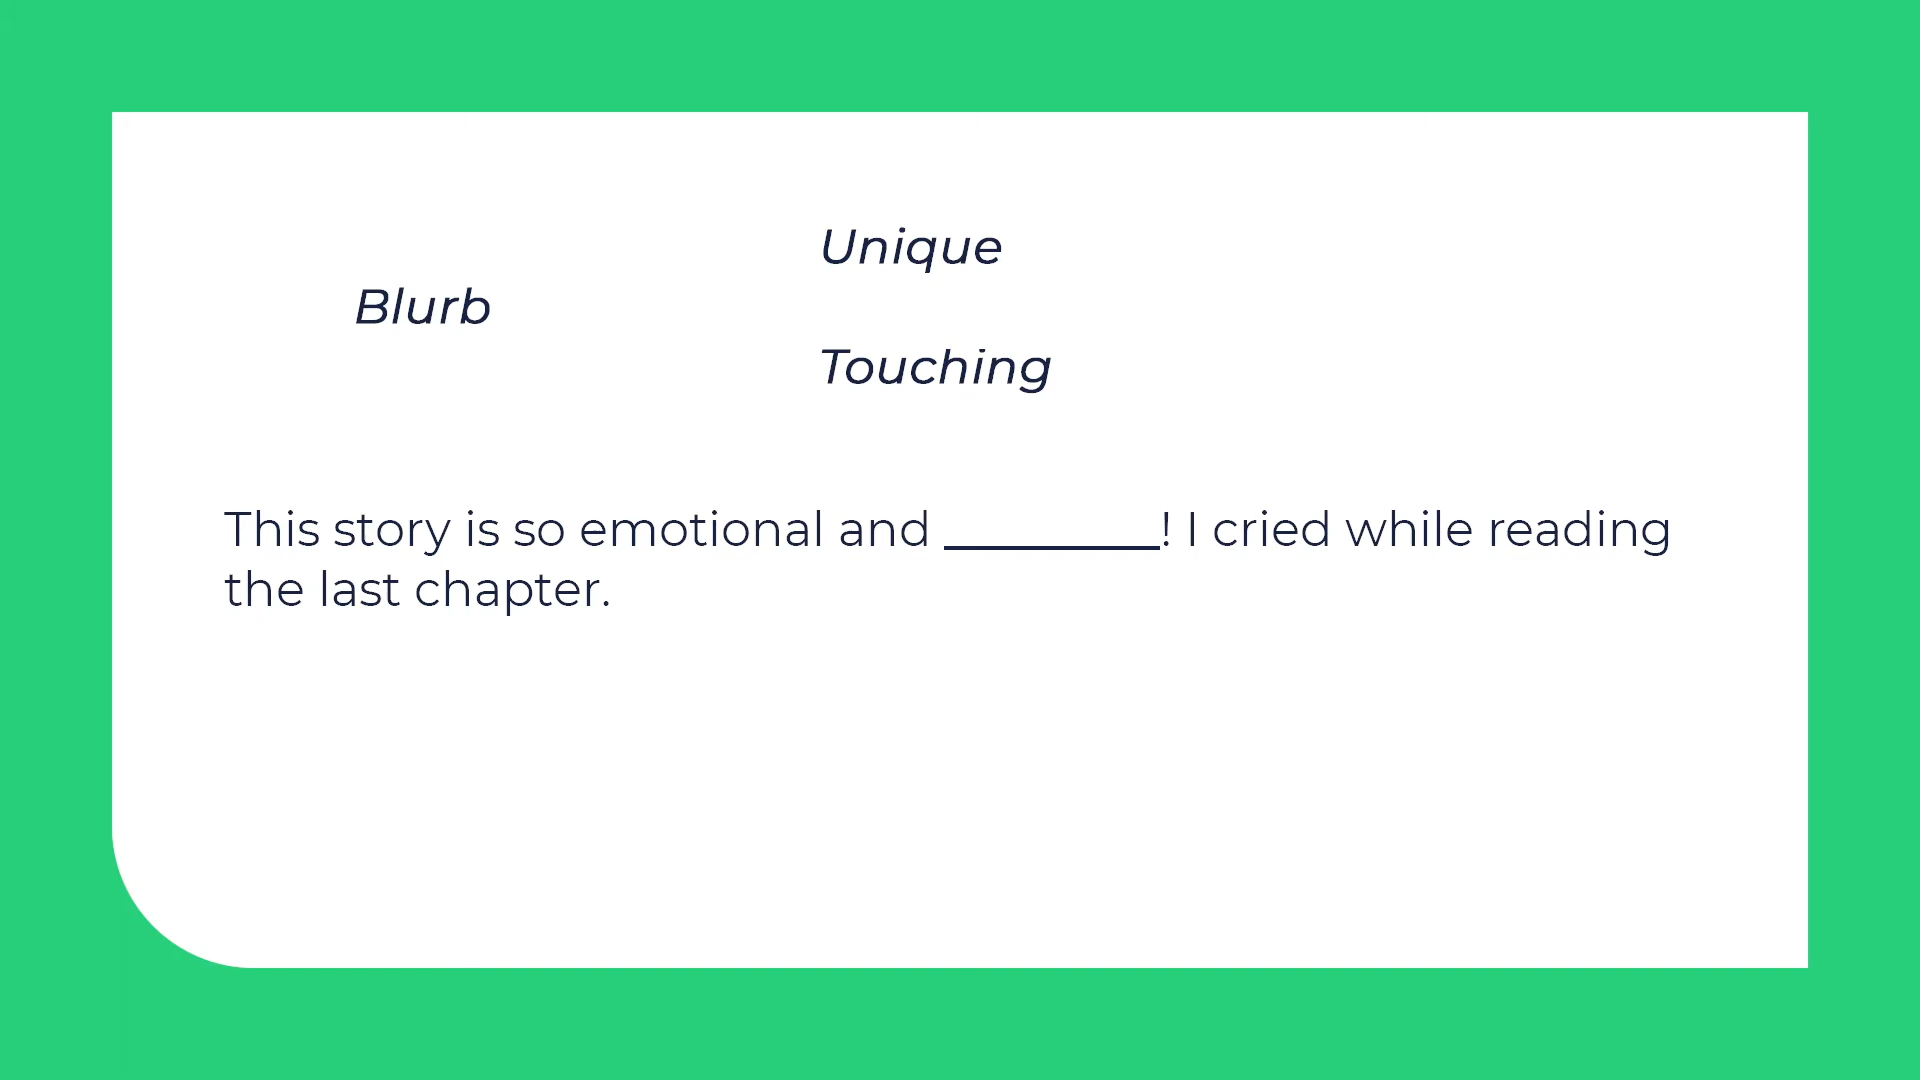 Unique
Blurb
Touching
This story is so emotional and ________! I cried while reading
the last chapter.